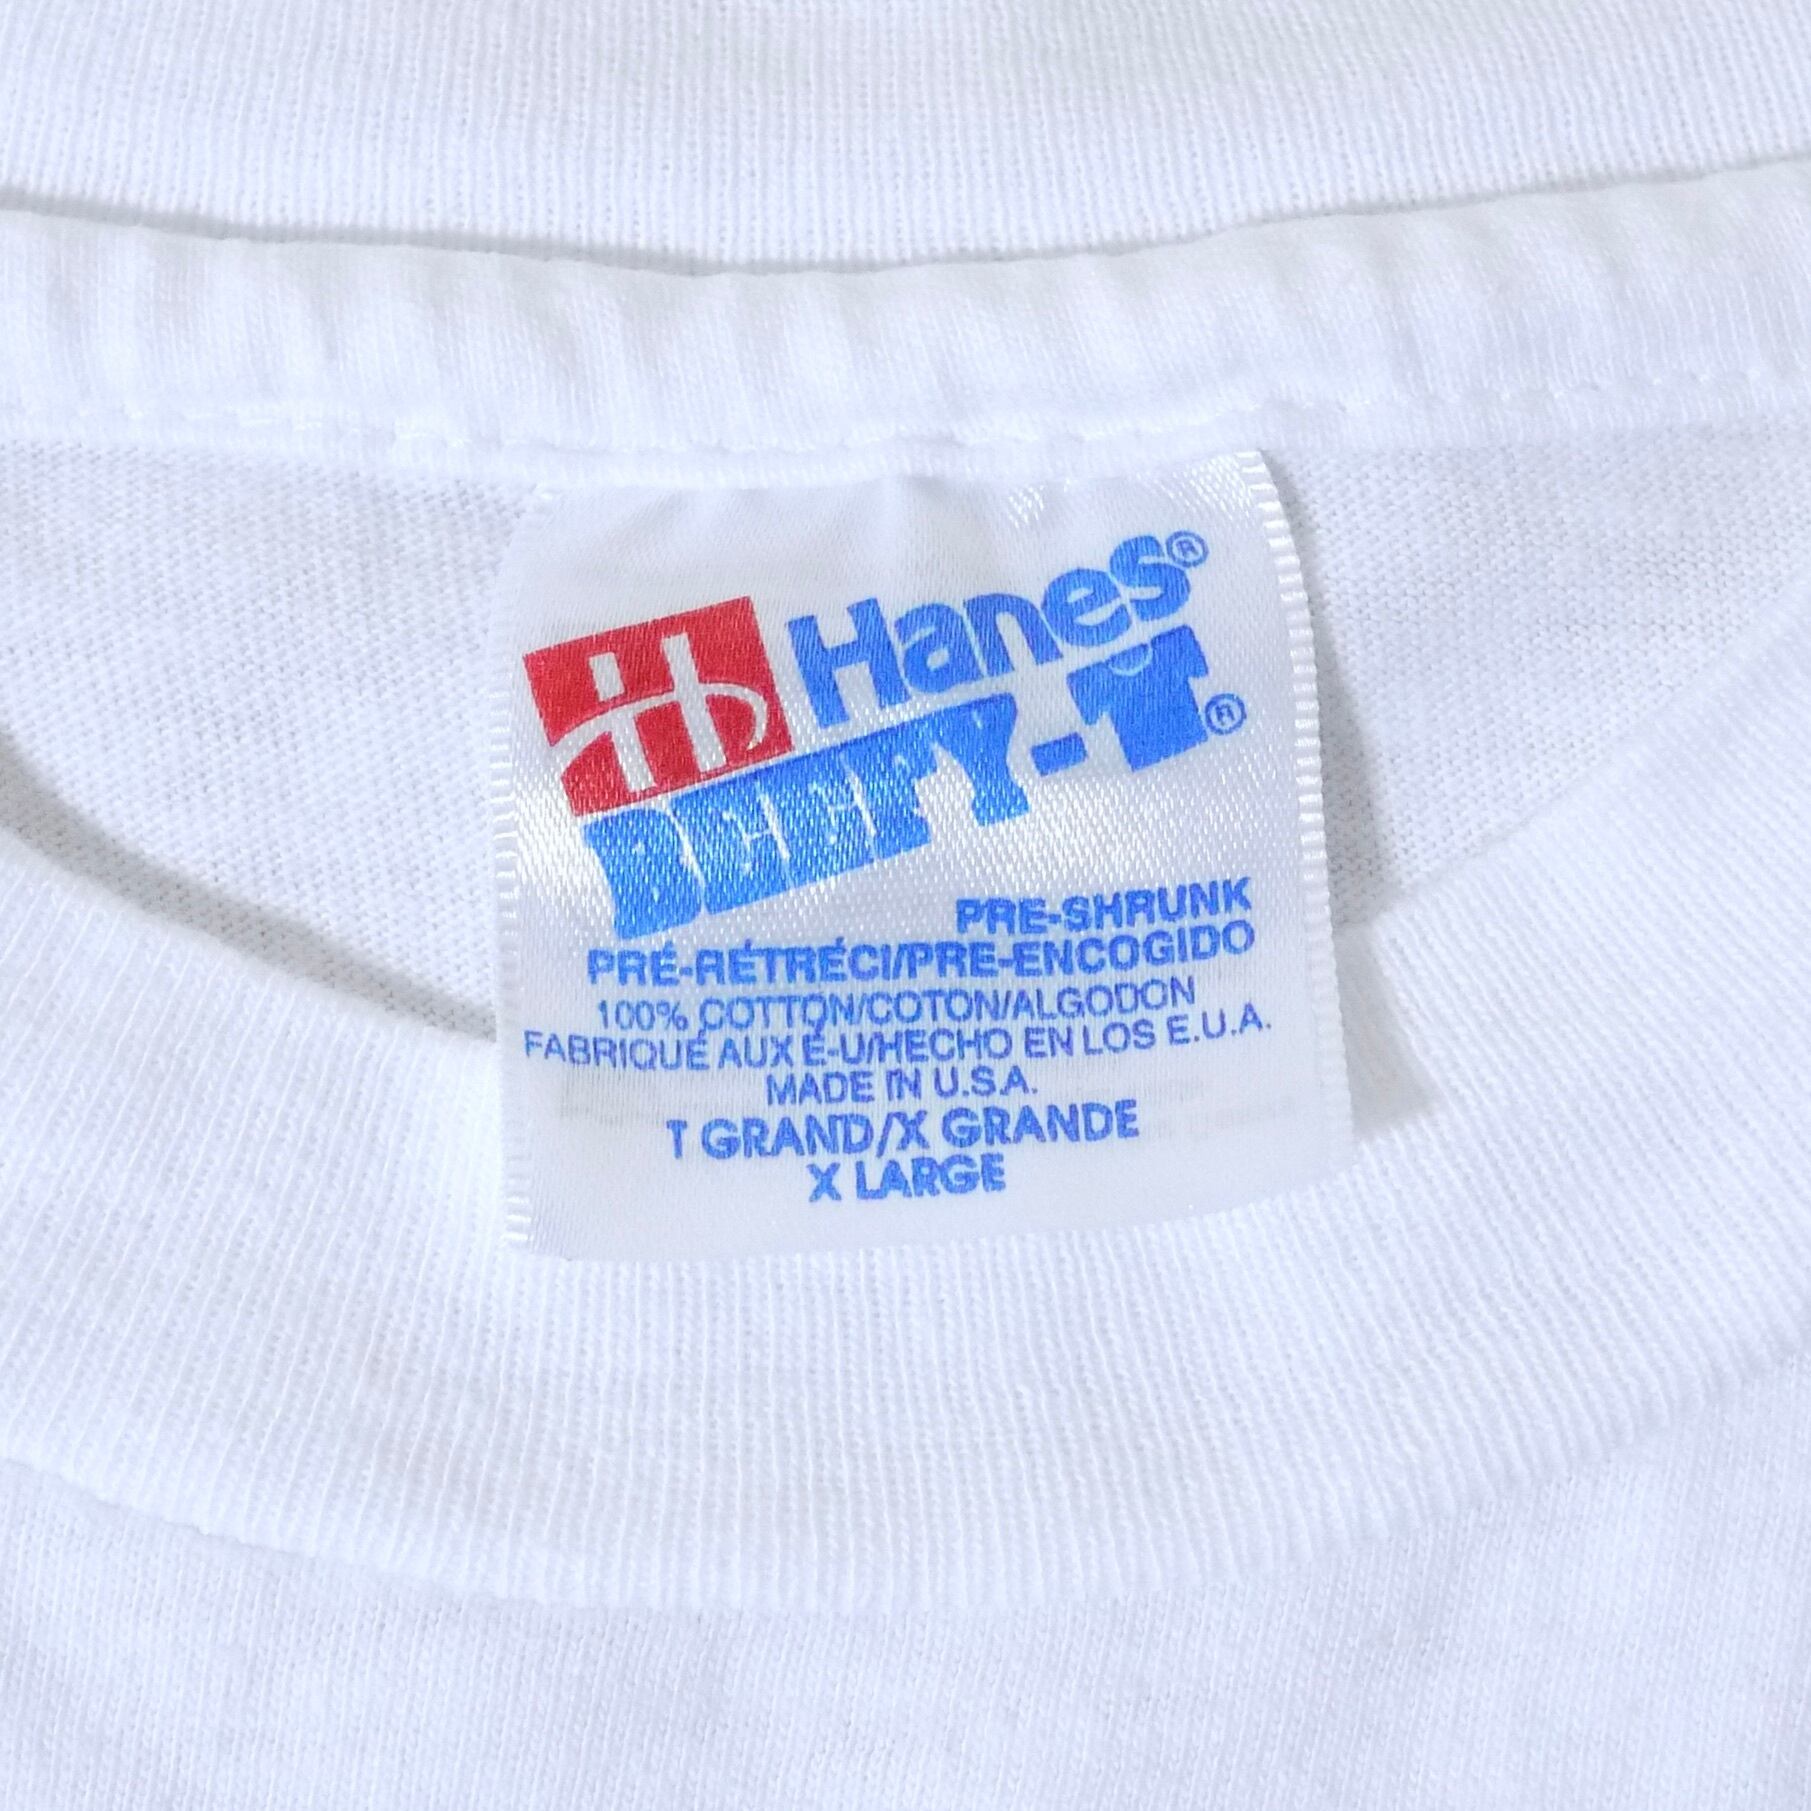 Hanes®
BEEFY-T®
PRE-SHRUNK
PRÉ-RÉTRÉCI/PRE-ENCOGIDO
100% COTTON/COTON/ALGODON
FABRIQUÉ AUX É-U/HECHO EN LOS E.U.A.
MADE IN U.S.A.
T GRAND/X GRANDE
X LARGE